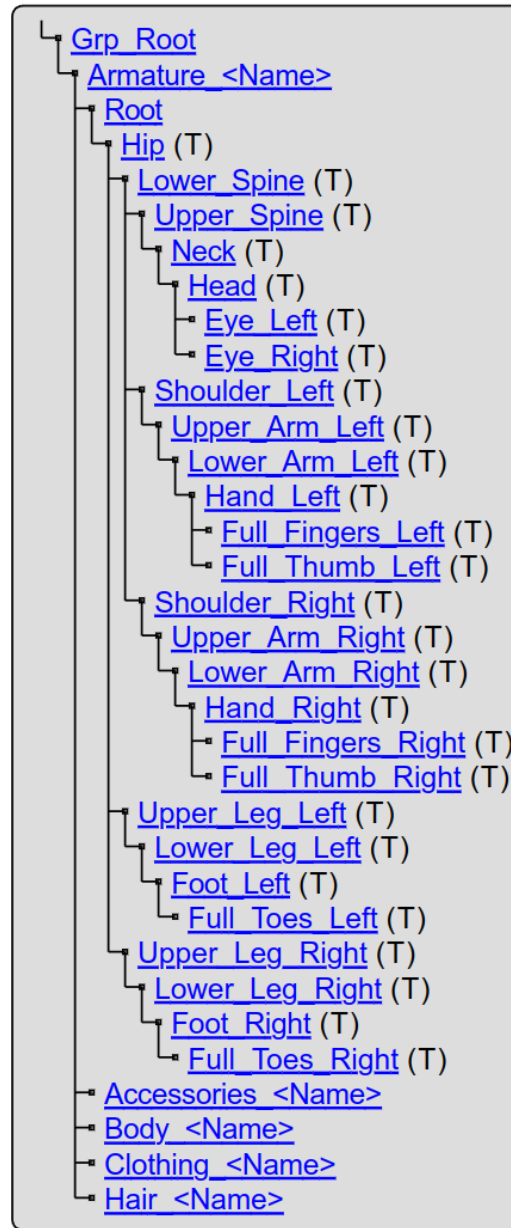 Grp_Root
Armature_<Name>
Root
Hip (T)
Lower_Spine (T)
Upper_Spine (T)
Neck (T)
Head (T)
Eye_Left (T)
Eye_Right (T)
Shoulder_Left (T)
Upper_Arm_Left (T)
Lower_Arm_Left (T)
Hand_Left (T)
Full_Fingers_Left (T)
Full_Thumb_Left (T)
Shoulder_Right (T)
Upper_Arm_Right (T)
Lower_Arm_Right (T)
Hand_Right (T)
Full_Fingers_Right (T)
Full_Thumb_Right (T)
Upper_Leg_Left (T)
Lower_Leg_Left (T)
Foot_Left (T)
Full_Toes_Left (T)
Upper_Leg_Right (T)
Lower_Leg_Right (T)
Foot_Right (T)
Full_Toes_Right (T)
Accessories_<Name>
Body_<Name>
Clothing_<Name>
Hair_<Name>